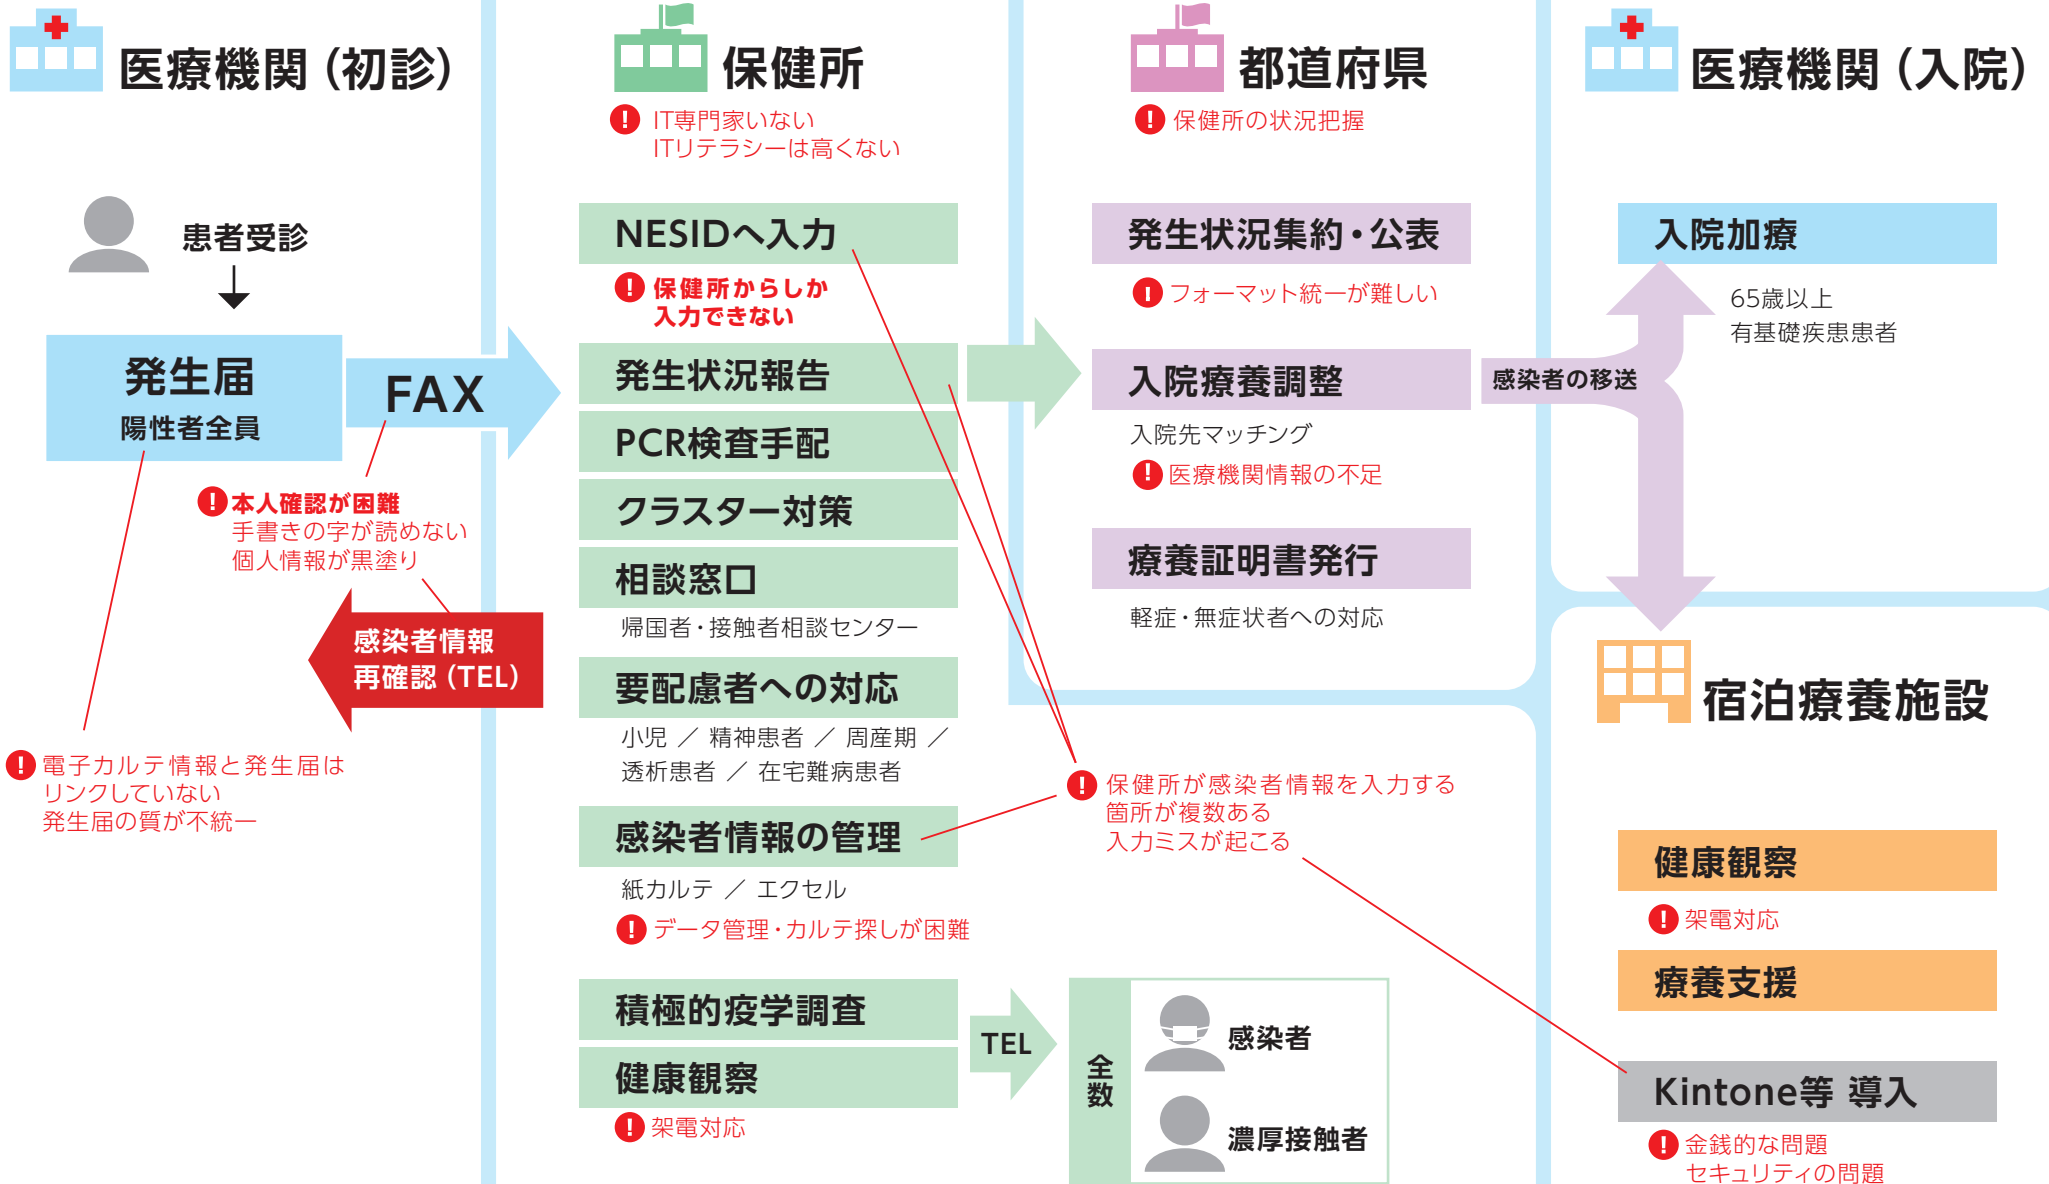 医療機関（初診）
患者受診
発生届
陽性者全員
FAX
本人確認が困難
手書きの字が読めない
個人情報が黒塗り
感染者情報
再確認（TEL）
電子カルテ情報と発生届は
リンクしていない
発生届の質が不統一
保健所
IT専門家いない
ITリテラシーは高くない
NESIDへ入力
保健所からしか
入力できない
発生状況報告
PCR検査手配
クラスター対策
相談窓口
帰国者・接触者相談センター
要配慮者への対応
小児 ／ 精神患者 ／ 周産期 ／
透析患者 ／ 在宅難病患者
感染者情報の管理
紙カルテ ／ エクセル
データ管理・カルテ探しが困難
積極的疫学調査
健康観察
架電対応
TEL
全数
感染者
濃厚接触者
保健所が感染者情報を入力する
箇所が複数ある
入力ミスが起こる
都道府県
保健所の状況把握
発生状況集約・公表
フォーマット統一が難しい
入院療養調整
入院先マッチング
医療機関情報の不足
療養証明書発行
軽症・無症状者への対応
感染者の移送
医療機関（入院）
入院加療
65歳以上
有基礎疾患患者
宿泊療養施設
健康観察
架電対応
療養支援
Kintone等 導入
金銭的な問題
セキュリティの問題